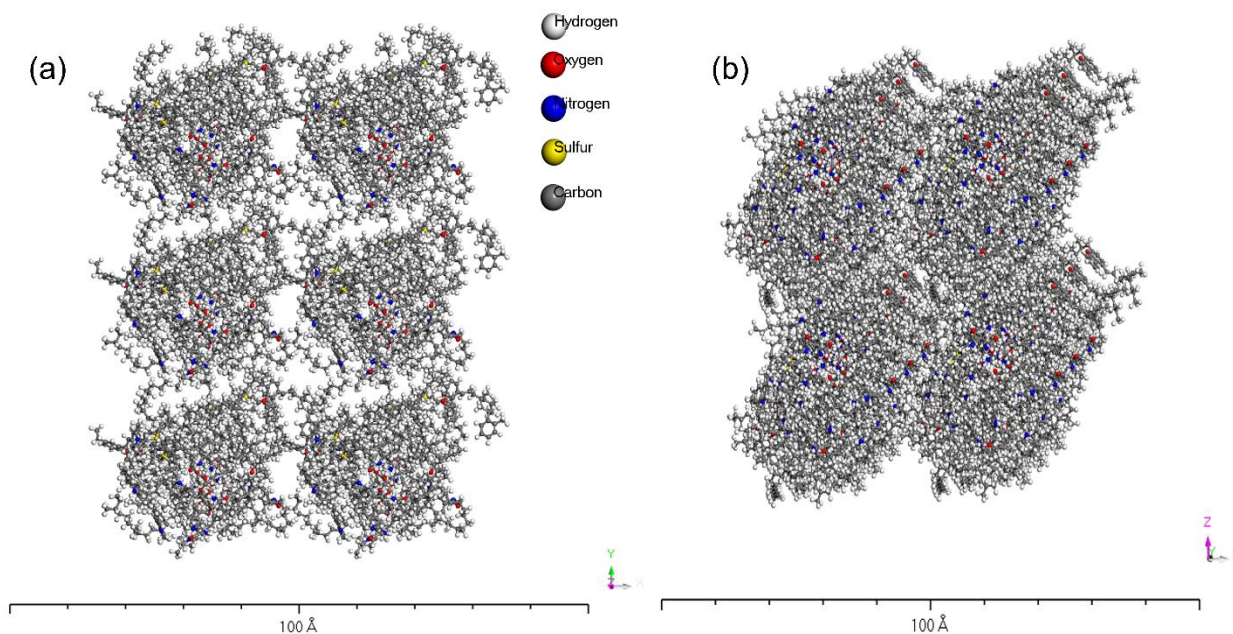 (a)
Hydrogen
Oxygen
Nitrogen
Sulfur
Carbon
(b)
Y
Z
X
Z
Y
100 Å
100 Å